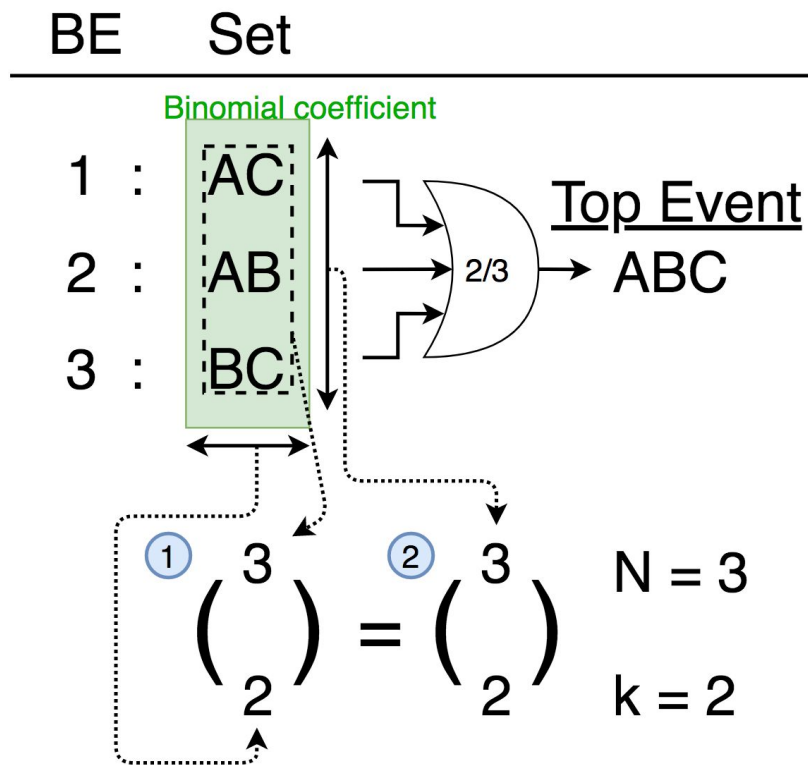 BE Set
Binomial coefficient
1 : AC
2 : AB
3 : BC
2/3
Top Event
ABC
1
2
3
3
N = 3
( ) = ( )
2
2
k = 2